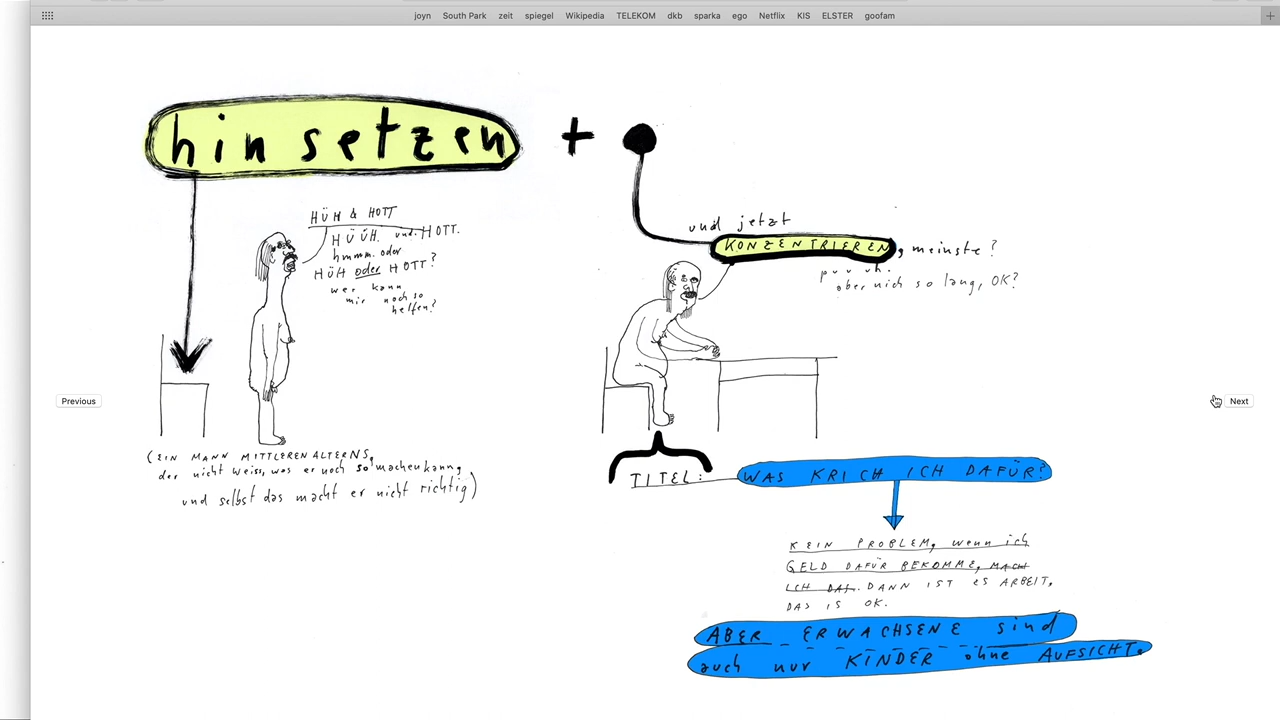 joyn South Park zeit spiegel Wikipedia TELEKOM dkb sparka ego Netflix KIS ELSTER goofam
hinsetzen +
HÜH & HOTT
HÜÜH. und. HOTT.
hmmm. oder
HÜH oder HOTT?
wer kann
mir noch so
helfen?
und jetzt
KONZENTRIEREN, meinste?
puuuh.
aber nich so lang, OK?
Previous
Next
(EIN MANN MITTLEREN ALTERNS,
der nicht weiss, was er noch so machen kann,
und selbst das macht er nicht richtig)
TITEL: WAS KRICH ICH DAFÜR?
KEIN PROBLEM, wenn ich
GELD DAFÜR BEKOMME, MACH
ICH DAS. DANN IST ES ARBEIT,
DAS IS OK.
ABER ERWACHSENE sind
auch nur KINDER ohne AUFSICHT.